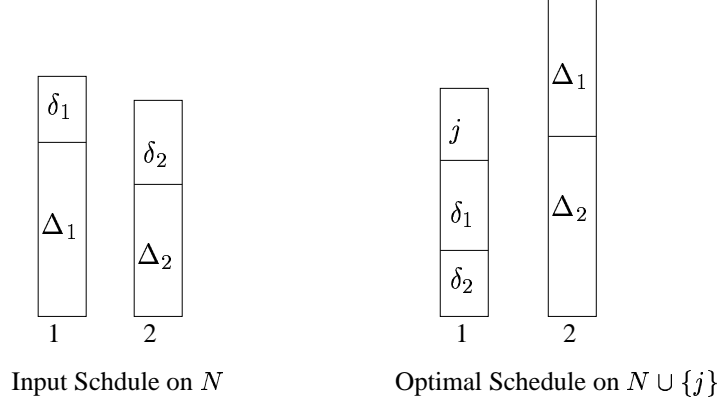 δ₁
Δ₁
δ₂
Δ₂
1 2
Input Schdule on N
Δ₁
j
δ₁
Δ₂
δ₂
1 2
Optimal Schedule on N ∪ {j}